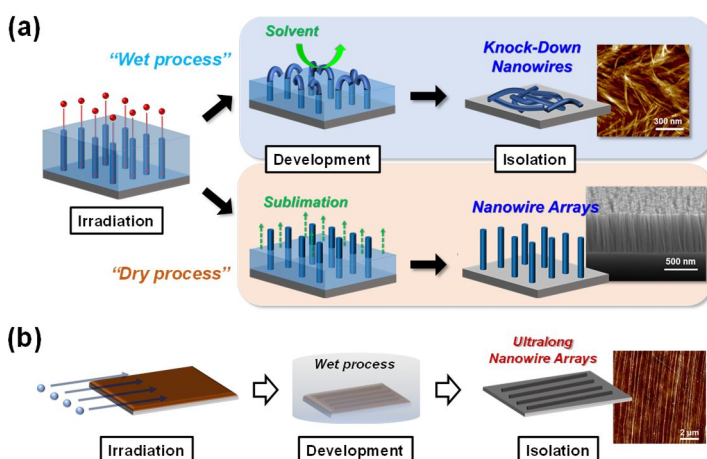 (a)
"Wet process"
Solvent
Knock-Down
Nanowires
300 nm
Development
Isolation
Irradiation
Sublimation
Nanowire Arrays
500 nm
"Dry process"
(b)
Wet process
Ultralong
Nanowire Arrays
2 μm
Irradiation
Development
Isolation